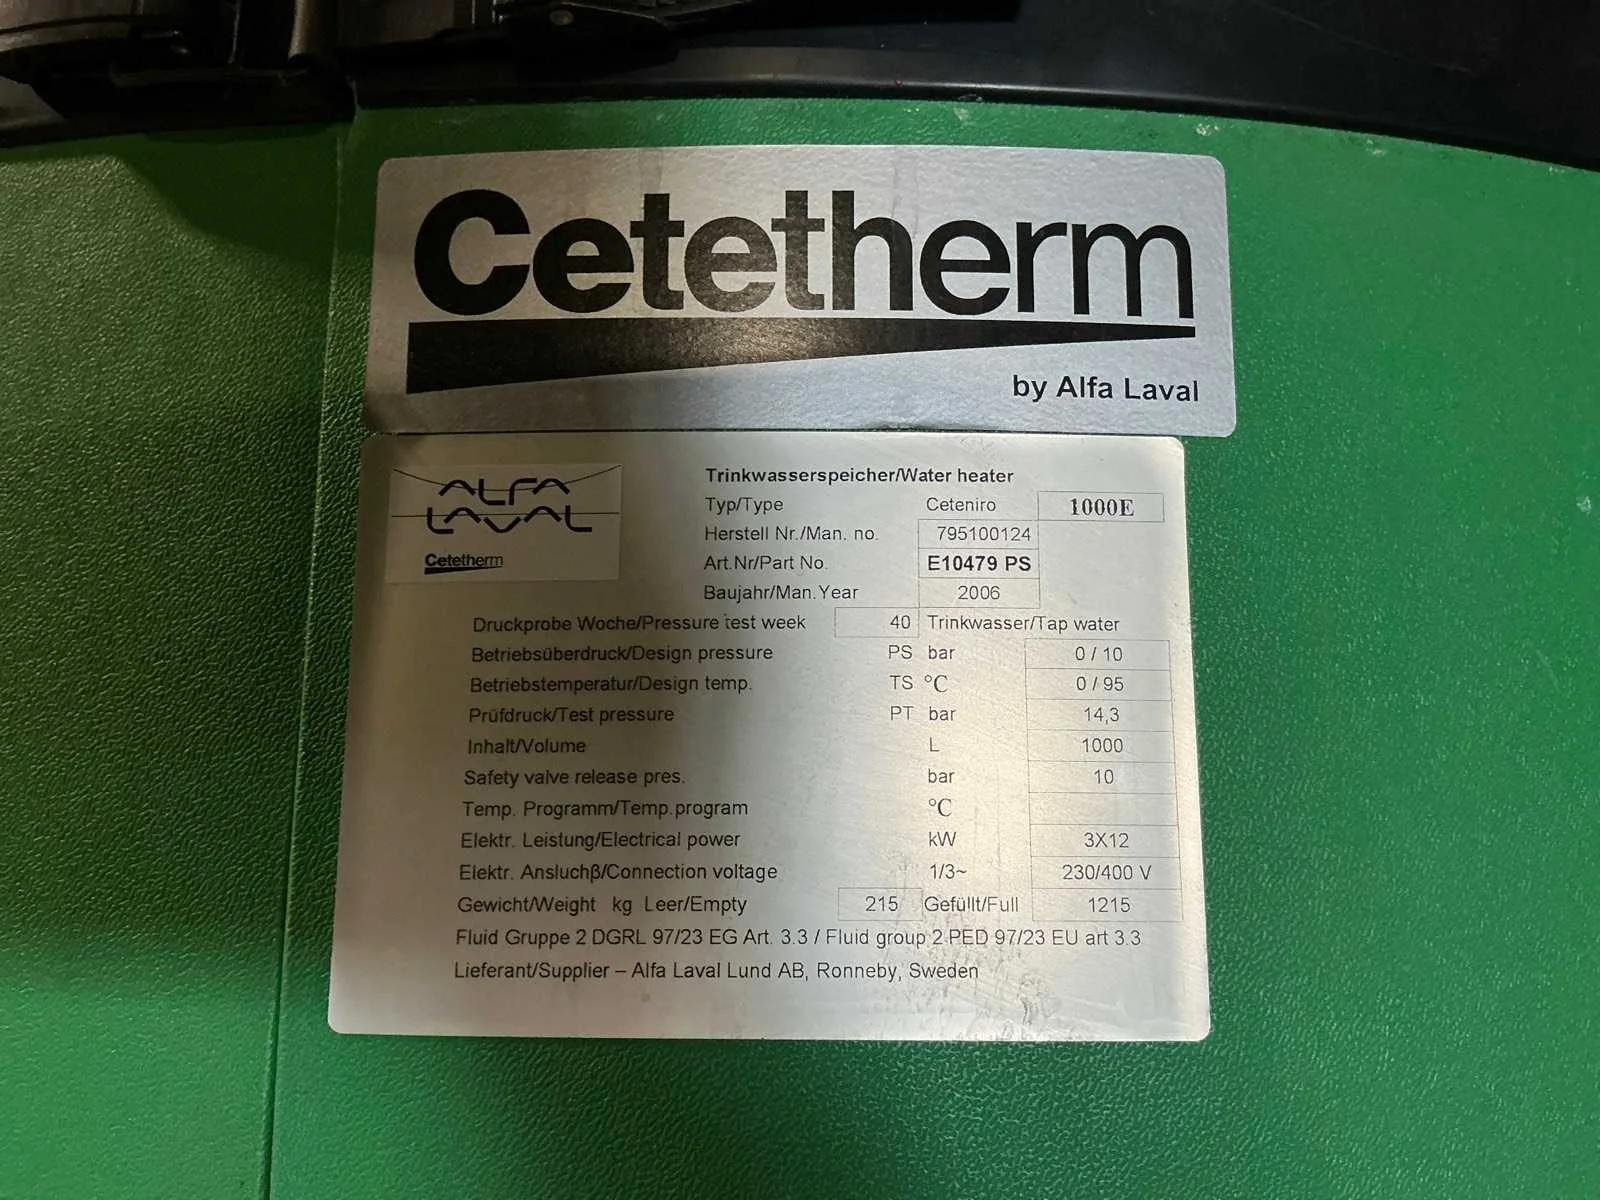 Cetetherm
by Alfa Laval
ALFA
LAVAL
Cetetherm
Trinkwasserspeicher/Water heater
Typ/Type Ceteniro 1000E
Herstell Nr./Man. no. 795100124
Art.Nr/Part No. E10479 PS
Baujahr/Man.Year 2006
Druckprobe Woche/Pressure test week 40 Trinkwasser/Tap water
Betriebsüberdruck/Design pressure PS bar 0 / 10
Betriebstemperatur/Design temp. TS °C 0 / 95
Prüfdruck/Test pressure PT bar 14,3
Inhalt/Volume L 1000
Safety valve release pres. bar 10
Temp. Programm/Temp.program °C
Elektr. Leistung/Electrical power kW 3X12
Elektr. Ansluchβ/Connection voltage 1/3~ 230/400 V
Gewicht/Weight kg Leer/Empty 215 Gefüllt/Full 1215
Fluid Gruppe 2 DGRL 97/23 EG Art. 3.3 / Fluid group 2 PED 97/23 EU art 3.3
Lieferant/Supplier – Alfa Laval Lund AB, Ronneby, Sweden